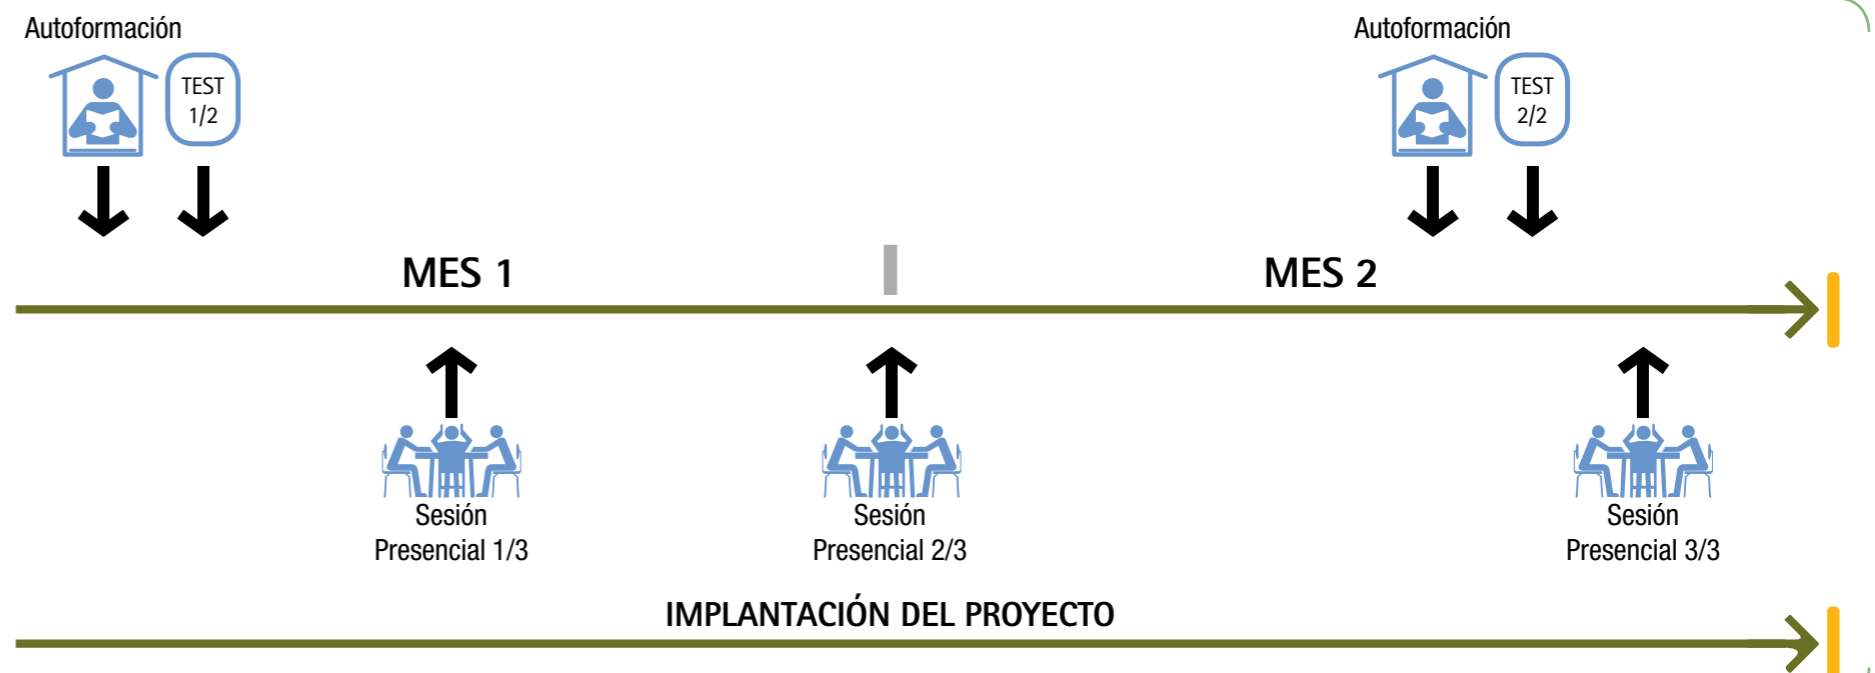 Autoformación
TEST
1/2
Autoformación
TEST
2/2
MES 1
MES 2
Sesión
Presencial 1/3
Sesión
Presencial 2/3
Sesión
Presencial 3/3
IMPLANTACIÓN DEL PROYECTO